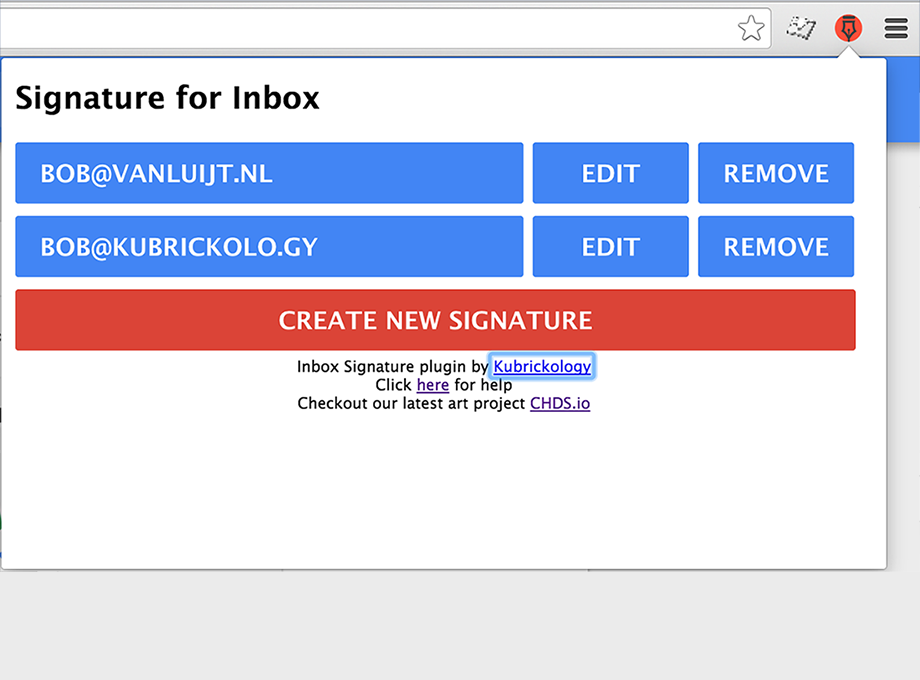 Signature for Inbox
BOB@VANLUIJT.NL EDIT REMOVE
BOB@KUBRICKOLO.GY EDIT REMOVE
CREATE NEW SIGNATURE
Inbox Signature plugin by Kubrickology
Click here for help
Checkout our latest art project CHDS.io